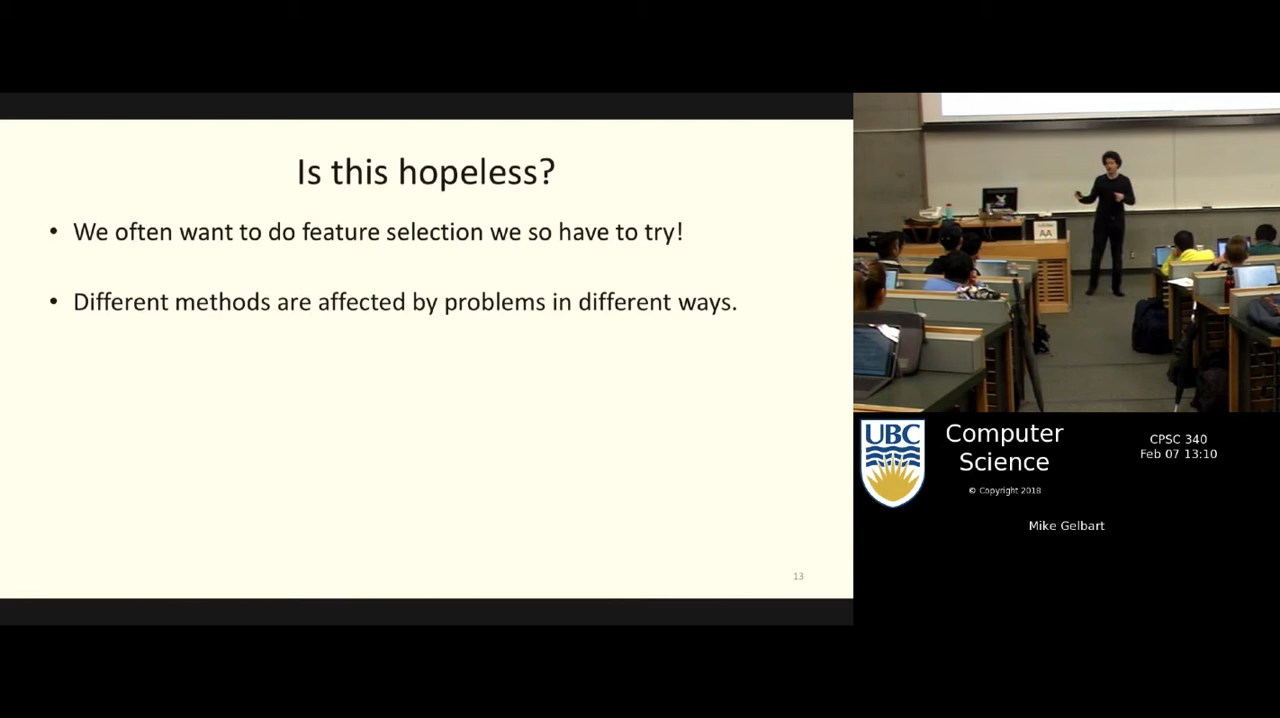 Is this hopeless?
• We often want to do feature selection we so have to try!
• Different methods are affected by problems in different ways.
13
AA
UBC
Computer
Science
© Copyright 2018
CPSC 340
Feb 07 13:10
Mike Gelbart